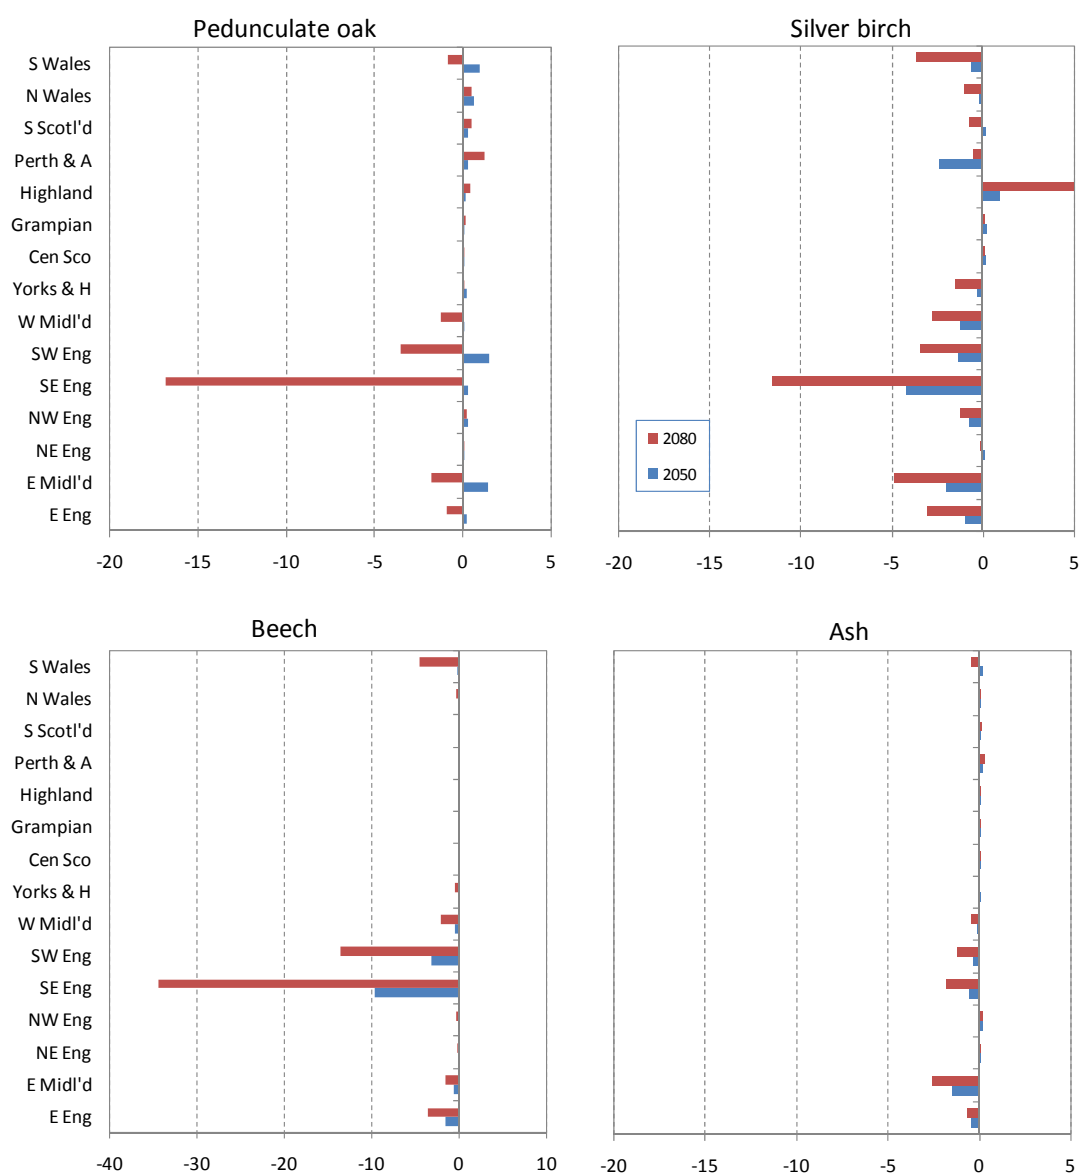 Pedunculate oak
S Wales
N Wales
S Scotl'd
Perth & A
Highland
Grampian
Cen Sco
Yorks & H
W Midl'd
SW Eng
SE Eng
NW Eng
NE Eng
E Midl'd
E Eng
-20 -15 -10 -5 0 5
Silver birch
2080
2050
-20 -15 -10 -5 0 5
Beech
S Wales
N Wales
S Scotl'd
Perth & A
Highland
Grampian
Cen Sco
Yorks & H
W Midl'd
SW Eng
SE Eng
NW Eng
NE Eng
E Midl'd
E Eng
-40 -30 -20 -10 0 10
Ash
-20 -15 -10 -5 0 5